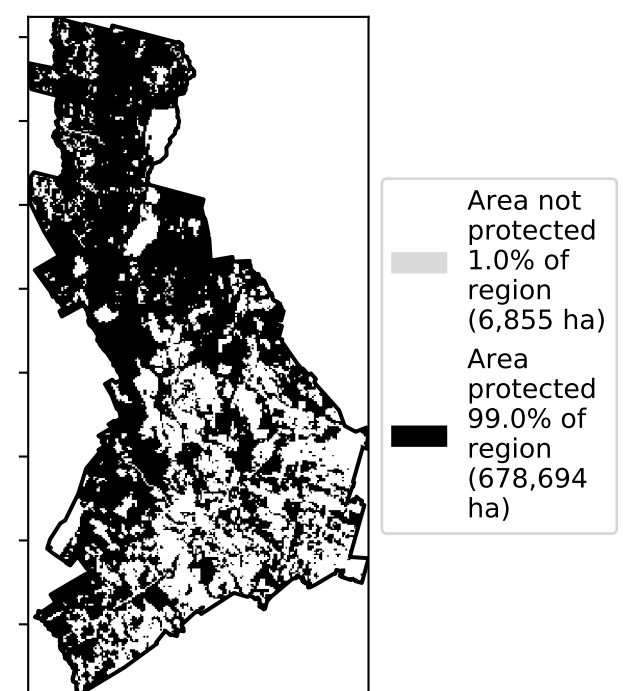 Area not
protected
1.0% of
region
(6,855 ha)
Area
protected
99.0% of
region
(678,694
ha)